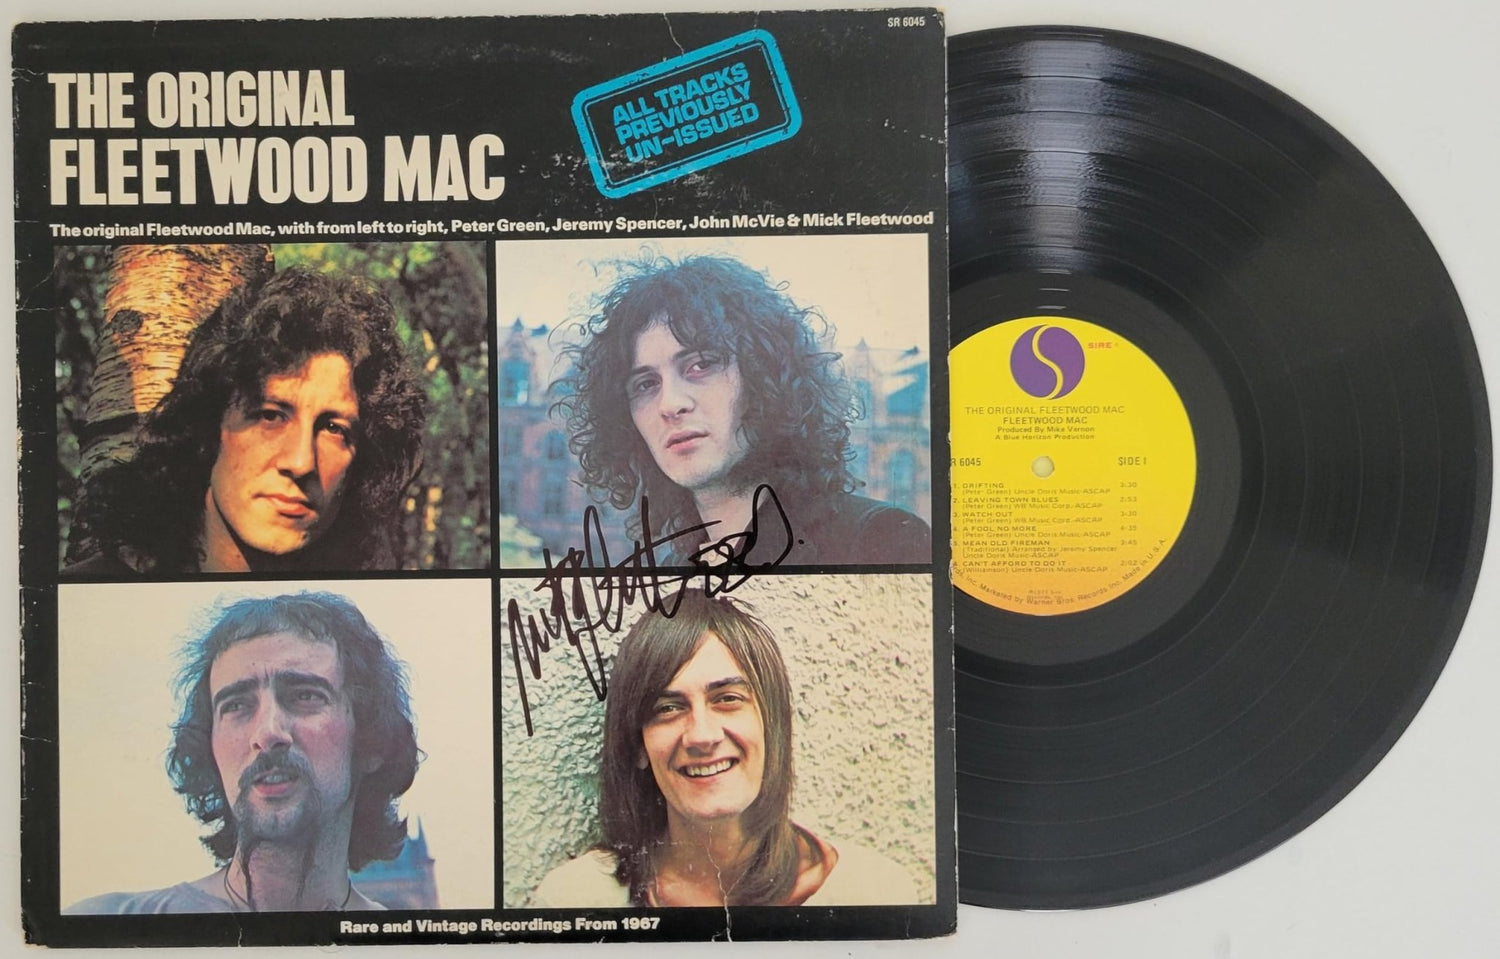 SR 6045
THE ORIGINAL
FLEETWOOD MAC
ALL TRACKS
PREVIOUSLY
UN-ISSUED
The original Fleetwood Mac, with from left to right, Peter Green, Jeremy Spencer, John McVie & Mick Fleetwood
Rare and Vintage Recordings From 1967
SIRE
THE ORIGINAL FLEETWOOD MAC
FLEETWOOD MAC
Produced By Mike Vernon
A Blue Horizon Production
R 6045 SIDE I
1. DRIFTING 3:30
(Peter Green) Uncle Doris Music-ASCAP
2. LEAVING TOWN BLUES 2:53
(Peter Green) WB Music Corp.-ASCAP
3. WATCH OUT
(Peter Green) WB Music Corp.-ASCAP
4. A FOOL NO MORE 4:35
(Peter Green) Uncle Doris Music-ASCAP
MEAN OLD FIREMAN 3:45
(Traditional) Arranged by Jeremy Spencer
Uncle Doris Music-ASCAP
CAN'T AFFORD TO DO IT 2:02
(Williamson) Uncle Doris Music-ASCAP
Inc. Marketed by Warner Bros. Records Inc. Made in U.S.A.